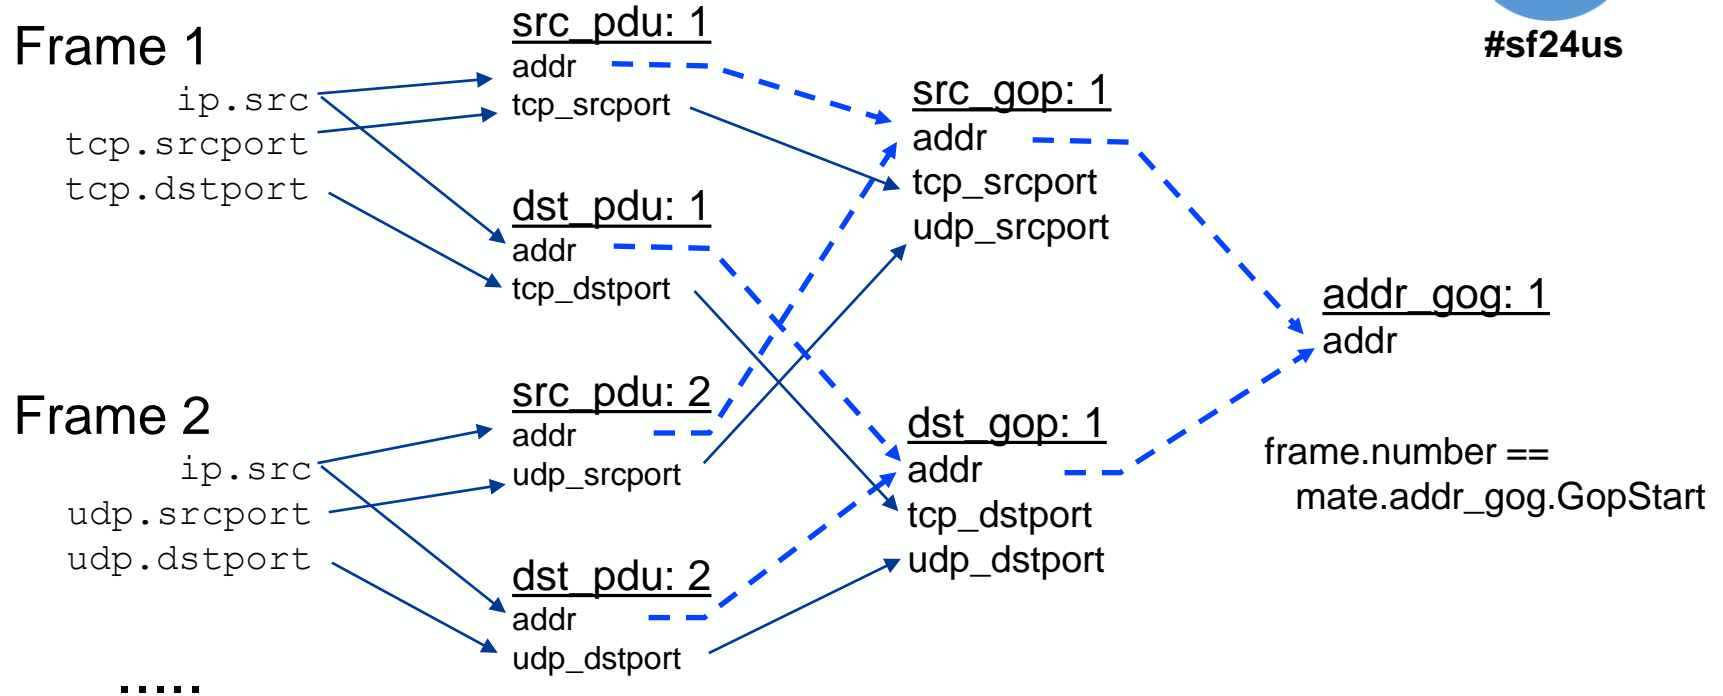 #sf24us
Frame 1
ip.src
tcp.srcport
tcp.dstport
src_pdu: 1
addr
tcp_srcport
dst_pdu: 1
addr
tcp_dstport
Frame 2
ip.src
udp.srcport
udp.dstport
src_pdu: 2
addr
udp_srcport
dst_pdu: 2
addr
udp_dstport
.....
src_gop: 1
addr
tcp_srcport
udp_srcport
dst_gop: 1
addr
tcp_dstport
udp_dstport
addr_gog: 1
addr
frame.number ==
mate.addr_gog.GopStart